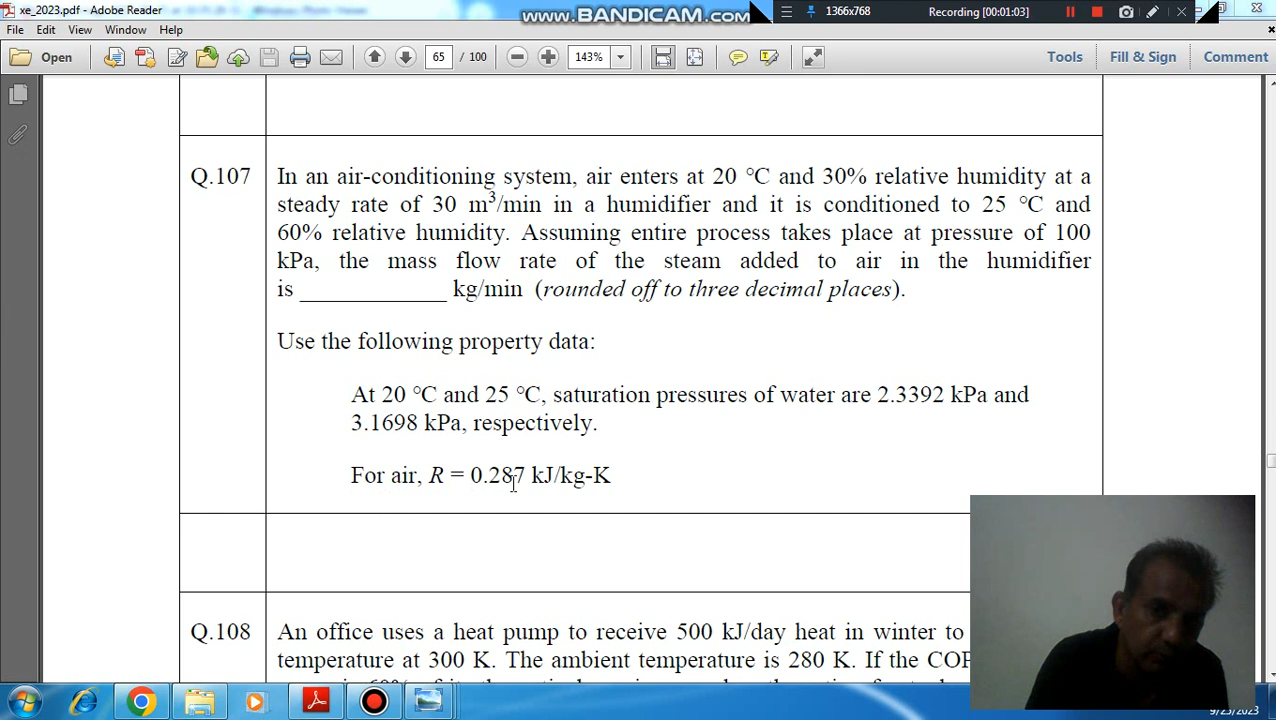 xe_2023.pdf - Adobe Reader
www.BANDICAM.com
1366x768
Recording [00:01:03]
File Edit View Window Help
Open
65 / 100
143%
Tools Fill & Sign Comment
Q.107
In an air-conditioning system, air enters at 20 °C and 30% relative humidity at a
steady rate of 30 m³/min in a humidifier and it is conditioned to 25 °C and
60% relative humidity. Assuming entire process takes place at pressure of 100
kPa, the mass flow rate of the steam added to air in the humidifier
is ______________ kg/min (rounded off to three decimal places).
Use the following property data:
At 20 °C and 25 °C, saturation pressures of water are 2.3392 kPa and
3.1698 kPa, respectively.
For air, R = 0.287 kJ/kg-K
Q.108
An office uses a heat pump to receive 500 kJ/day heat in winter to
temperature at 300 K. The ambient temperature is 280 K. If the COP